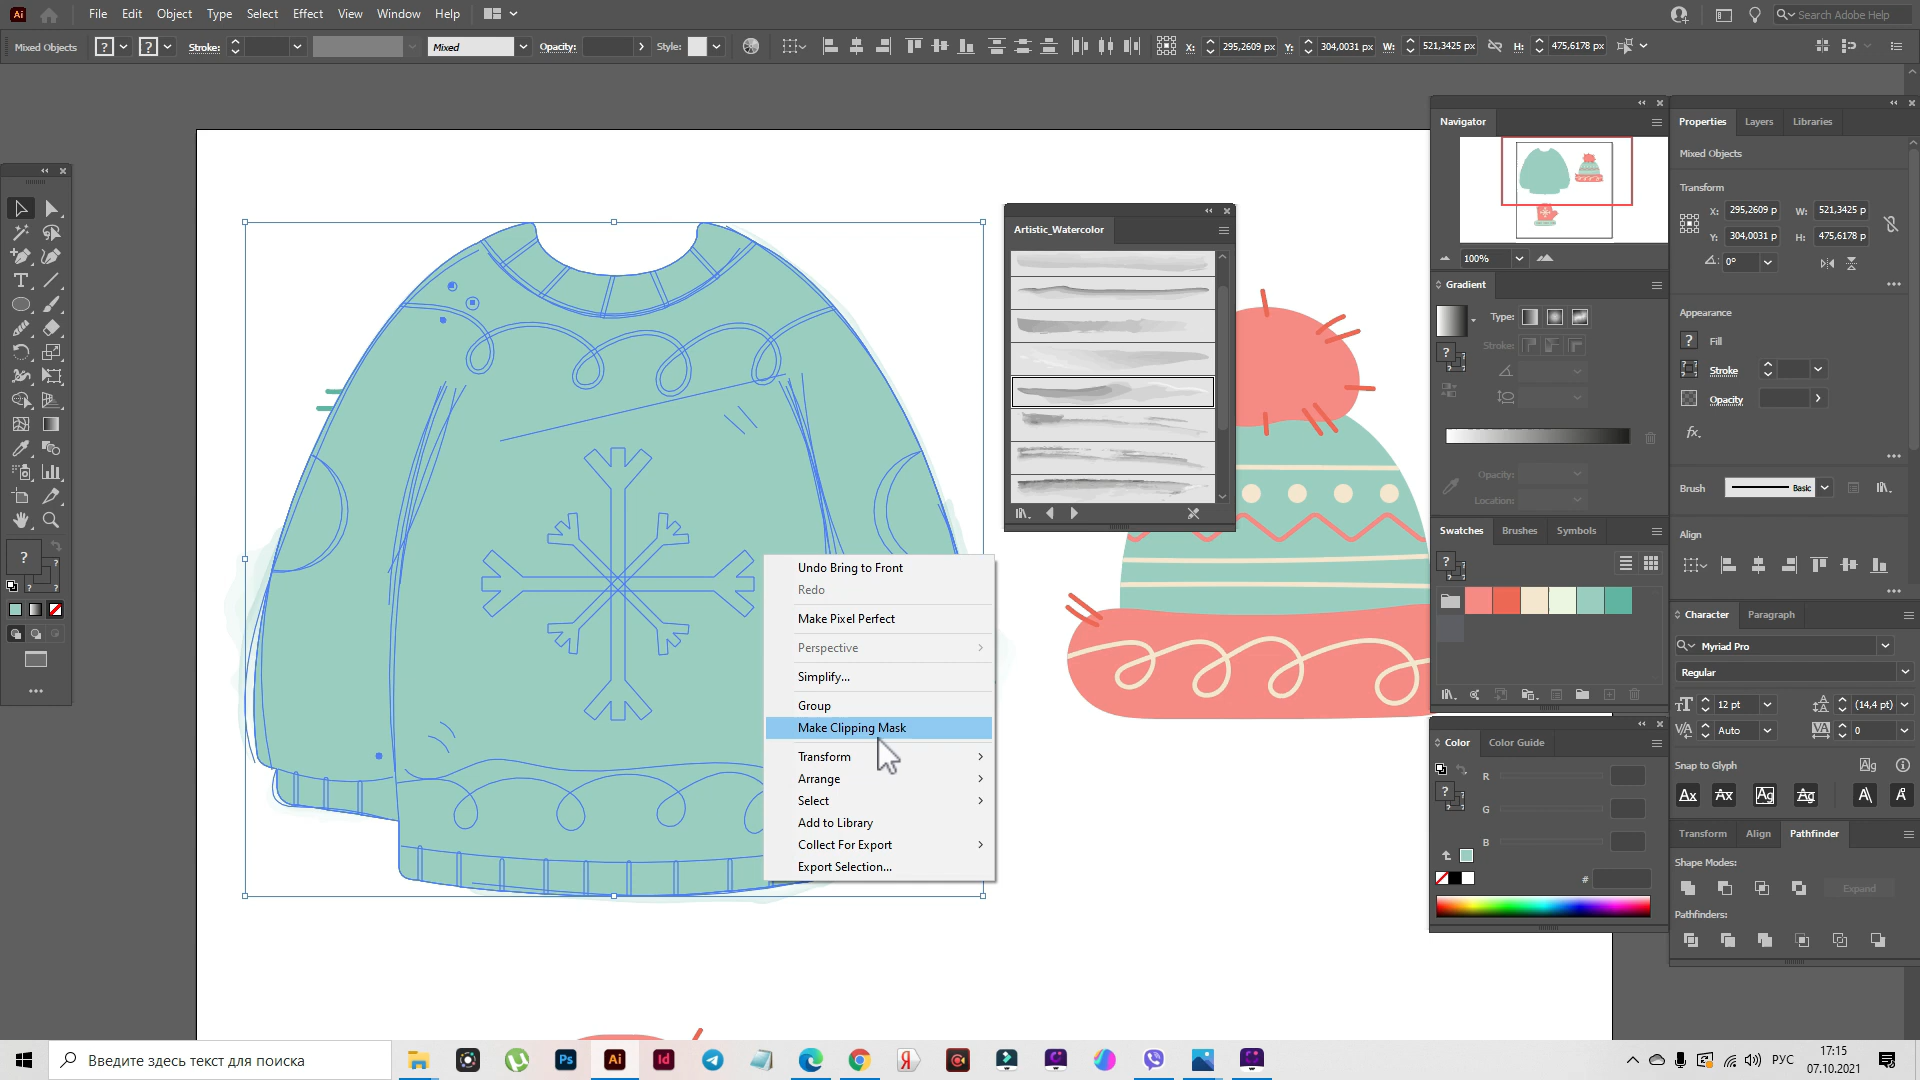 Ai File Edit Object Type Select Effect View Window Help Search Adobe Help
Mixed Objects ? ? Stroke: Mixed Opacity: Style: X: 295,2609 px Y: 304,0031 px W: 521,3425 px H: 475,6178 px
Artistic_Watercolor
Undo Bring to Front
Redo
Make Pixel Perfect
Perspective
Simplify...
Group
Make Clipping Mask
Transform
Arrange
Select
Add to Library
Collect For Export
Export Selection...
Navigator
100%
Gradient
Type:
Stroke:
Opacity:
Location:
Swatches Brushes Symbols
Color Color Guide
R
G
B
#
Properties Layers Libraries
Mixed Objects
Transform
X: 295,2609 p W: 521,3425 p
Y: 304,0031 p H: 475,6178 p
0°
Appearance
? Fill
Stroke
Opacity
fx.
Brush Basic
Align
Character Paragraph
Myriad Pro
Regular
12 pt (14,4 pt)
Auto 0
Snap to Glyph
Transform Align Pathfinder
Shape Modes:
Expand
Pathfinders:
Введите здесь текст для поиска
Ps Ai Id Я
РУС
17:15
07.10.2021